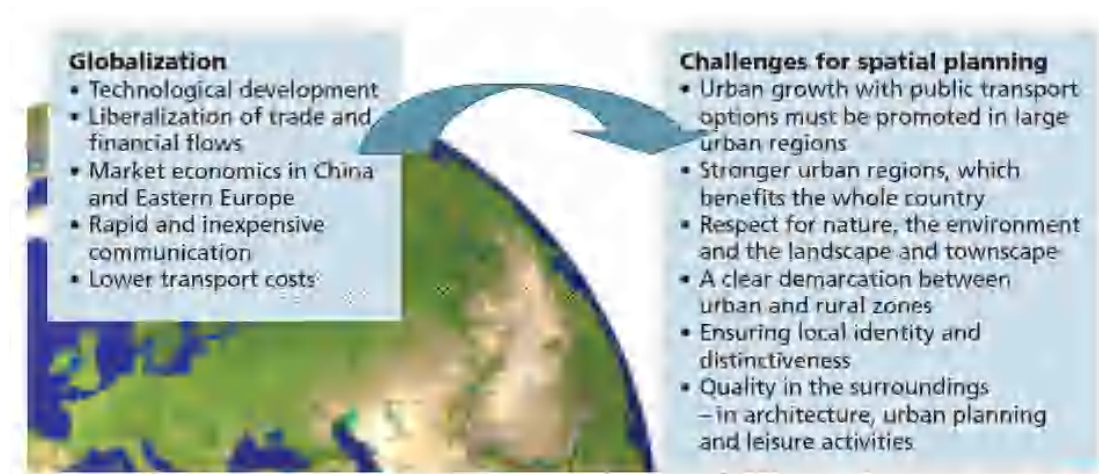 Globalization
• Technological development
• Liberalization of trade and
financial flows
• Market economics in China
and Eastern Europe
• Rapid and inexpensive
communication
• Lower transport costs
Challenges for spatial planning
• Urban growth with public transport
options must be promoted in large
urban regions
• Stronger urban regions, which
benefits the whole country
• Respect for nature, the environment
and the landscape and townscape
• A clear demarcation between
urban and rural zones
• Ensuring local identity and
distinctiveness
• Quality in the surroundings
– in architecture, urban planning
and leisure activities